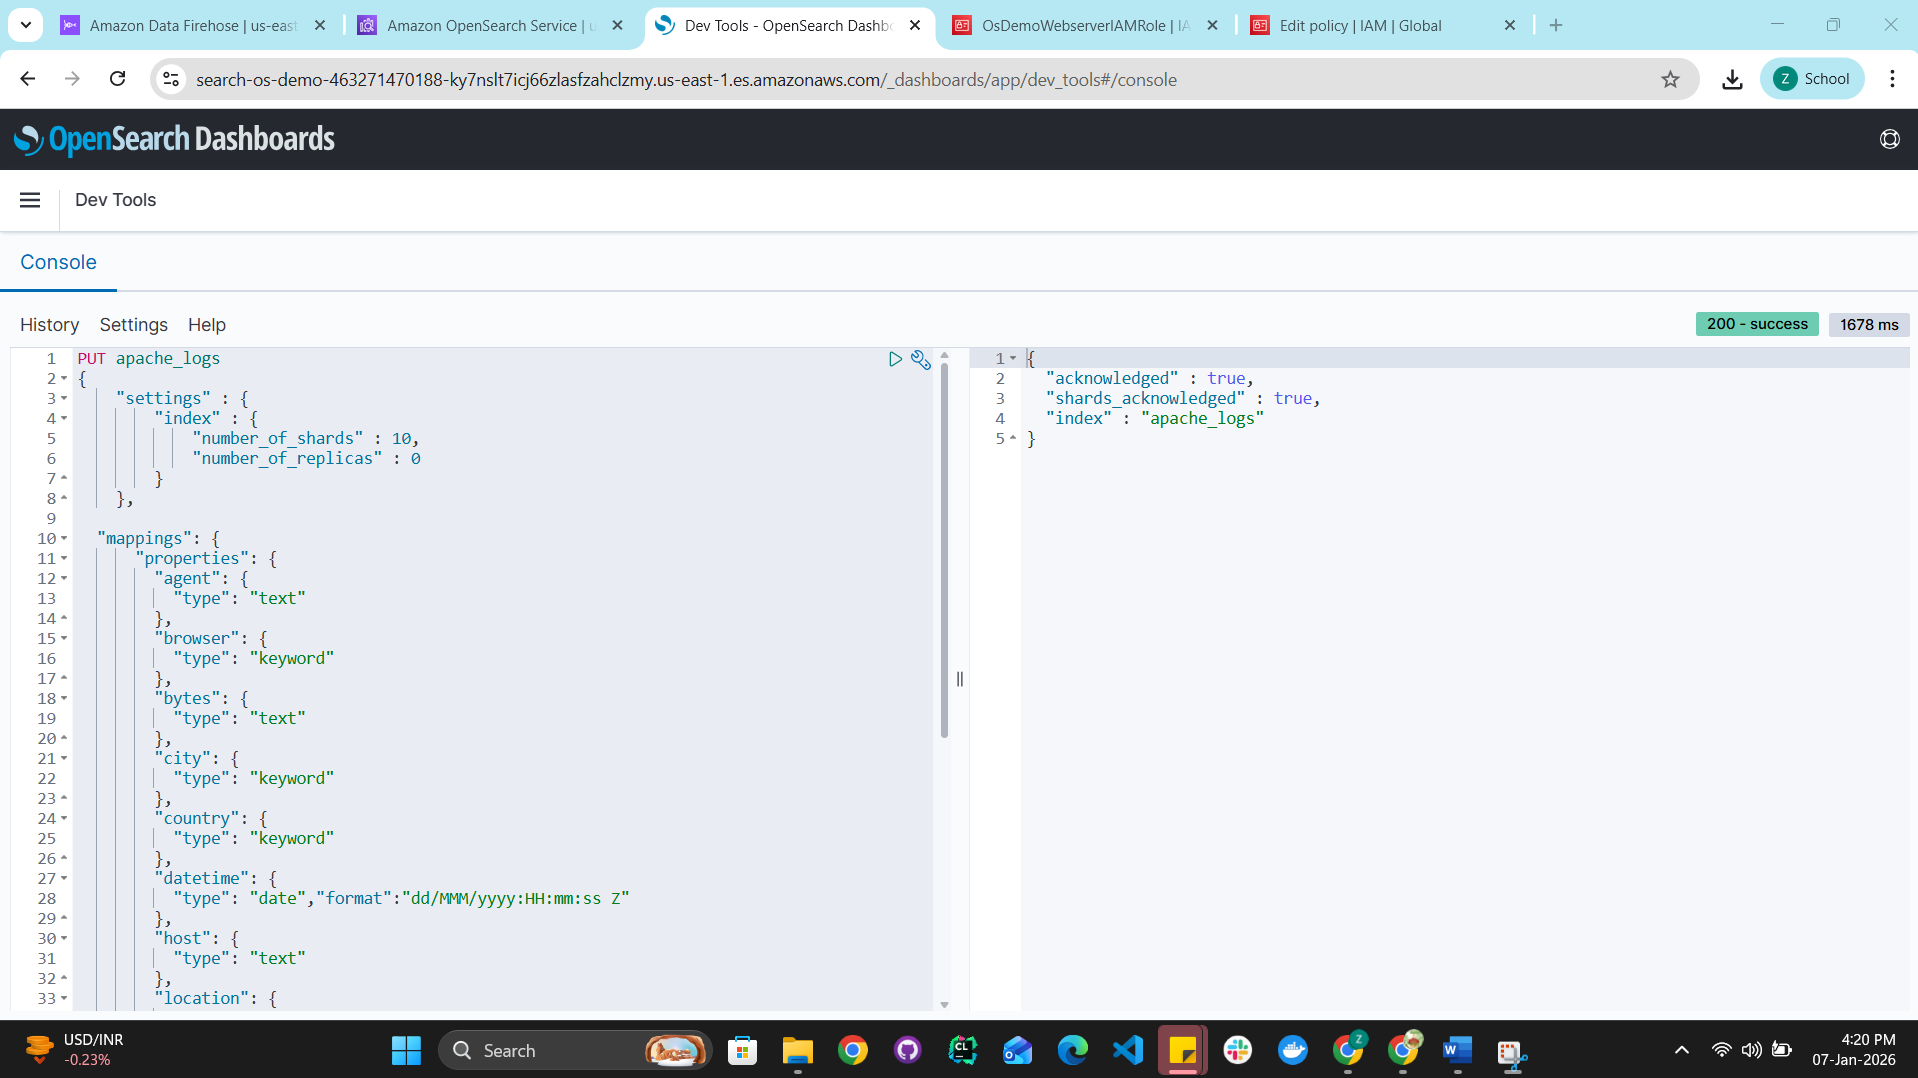 Amazon Data Firehose | us-east
Amazon OpenSearch Service | u
Dev Tools - OpenSearch Dashbo
OsDemoWebserverIAMRole | IA
Edit policy | IAM | Global
search-os-demo-463271470188-ky7nslt7icj66zlasfzahclzmy.us-east-1.es.amazonaws.com/_dashboards/app/dev_tools#/console
Z School
OpenSearch Dashboards
Dev Tools
Console
History Settings Help
200 - success 1678 ms
1 PUT apache_logs
2 {
3 "settings" : {
4 "index" : {
5 "number_of_shards" : 10,
6 "number_of_replicas" : 0
7 }
8 },
9
10 "mappings": {
11 "properties": {
12 "agent": {
13 "type": "text"
14 },
15 "browser": {
16 "type": "keyword"
17 },
18 "bytes": {
19 "type": "text"
20 },
21 "city": {
22 "type": "keyword"
23 },
24 "country": {
25 "type": "keyword"
26 },
27 "datetime": {
28 "type": "date","format":"dd/MMM/yyyy:HH:mm:ss Z"
29 },
30 "host": {
31 "type": "text"
32 },
33 "location": {
1 {
2 "acknowledged" : true,
3 "shards_acknowledged" : true,
4 "index" : "apache_logs"
5 }
USD/INR
-0.23%
Search
4:20 PM
07-Jan-2026